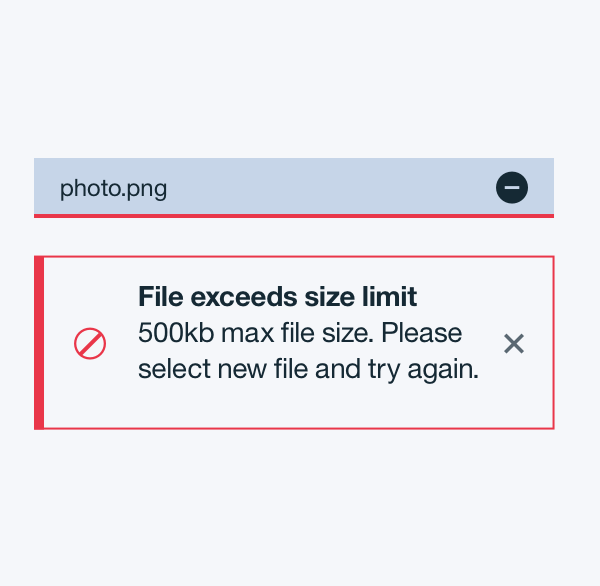 photo.png
File exceeds size limit
500kb max file size. Please
select new file and try again.